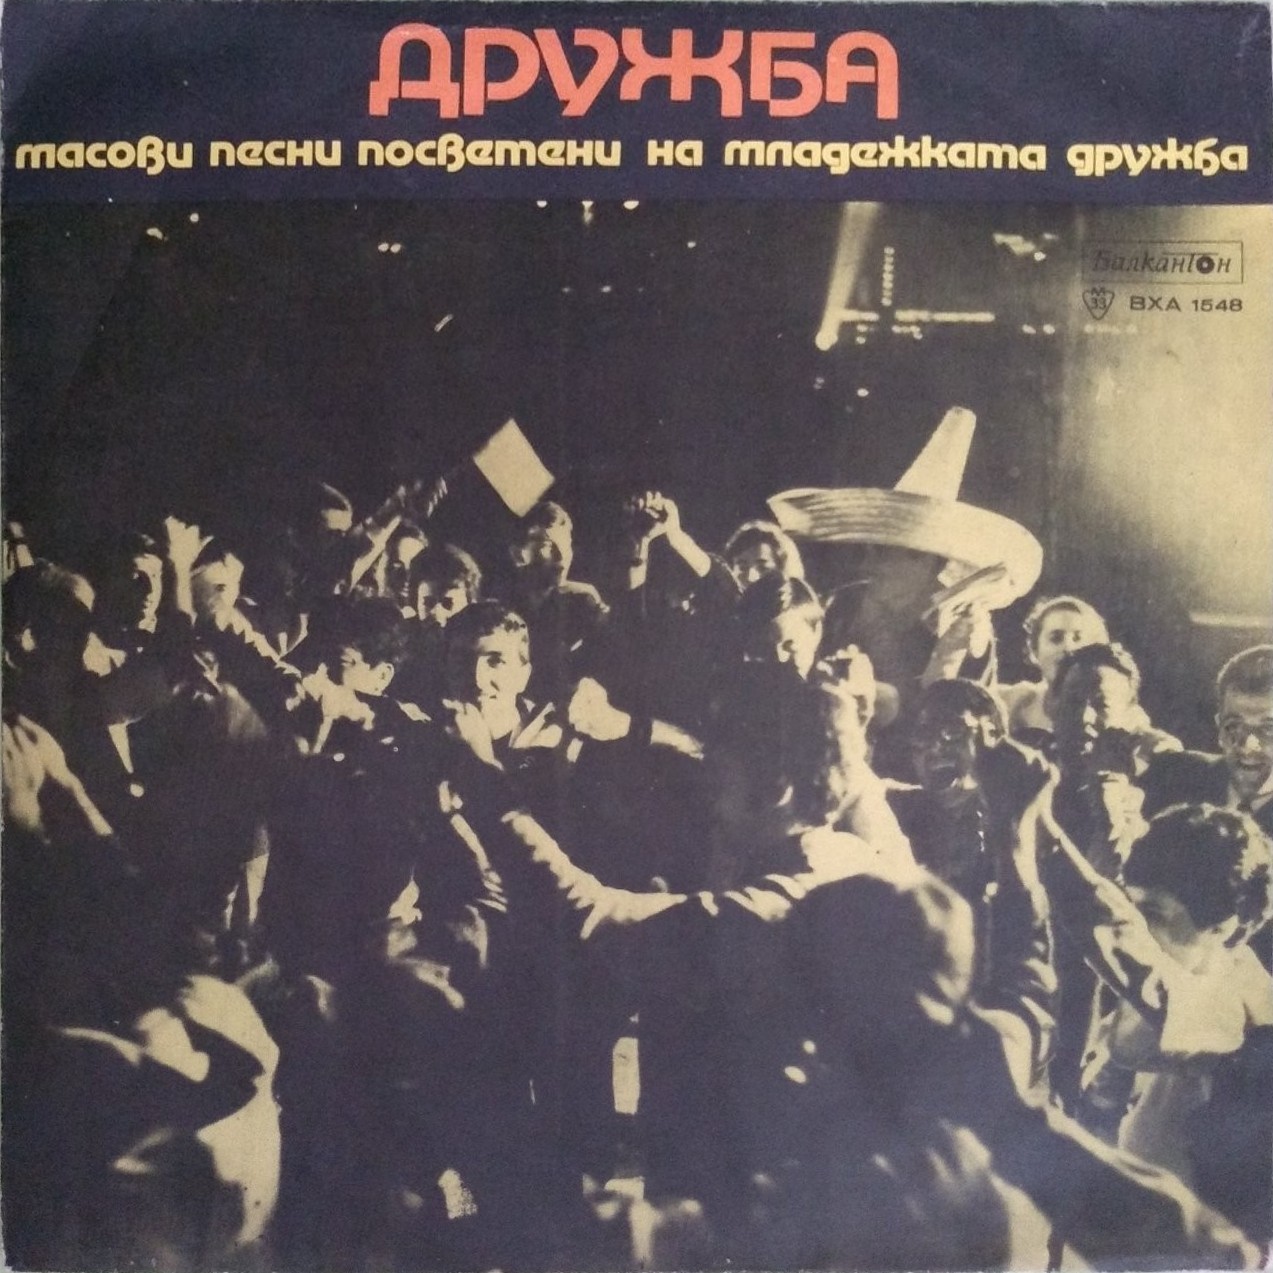 ДРУЖБА
масови песни посветени на младежката дружба
Балкантон
М 33 ВХА 1548